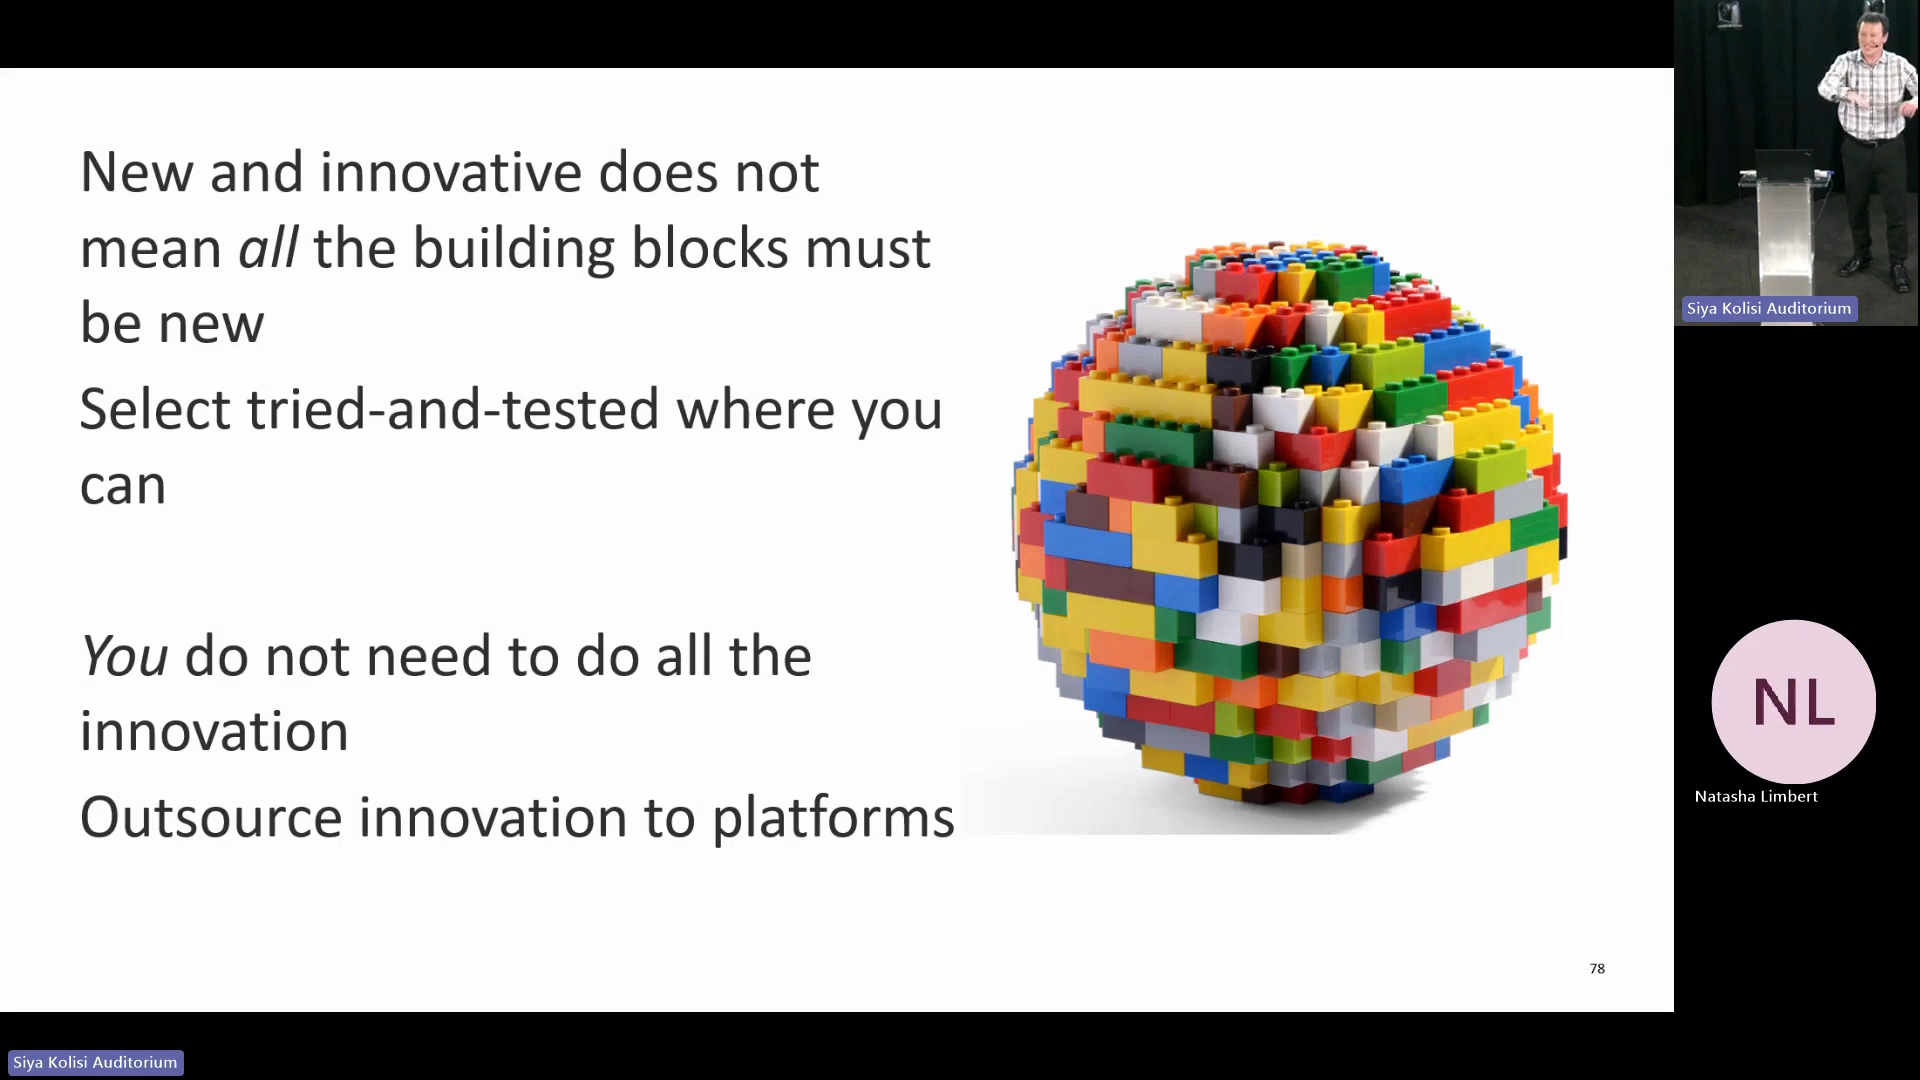 New and innovative does not
mean all the building blocks must
be new
Select tried-and-tested where you
can
You do not need to do all the
innovation
Outsource innovation to platforms
78
Siya Kolisi Auditorium
NL
Natasha Limbert
Siya Kolisi Auditorium